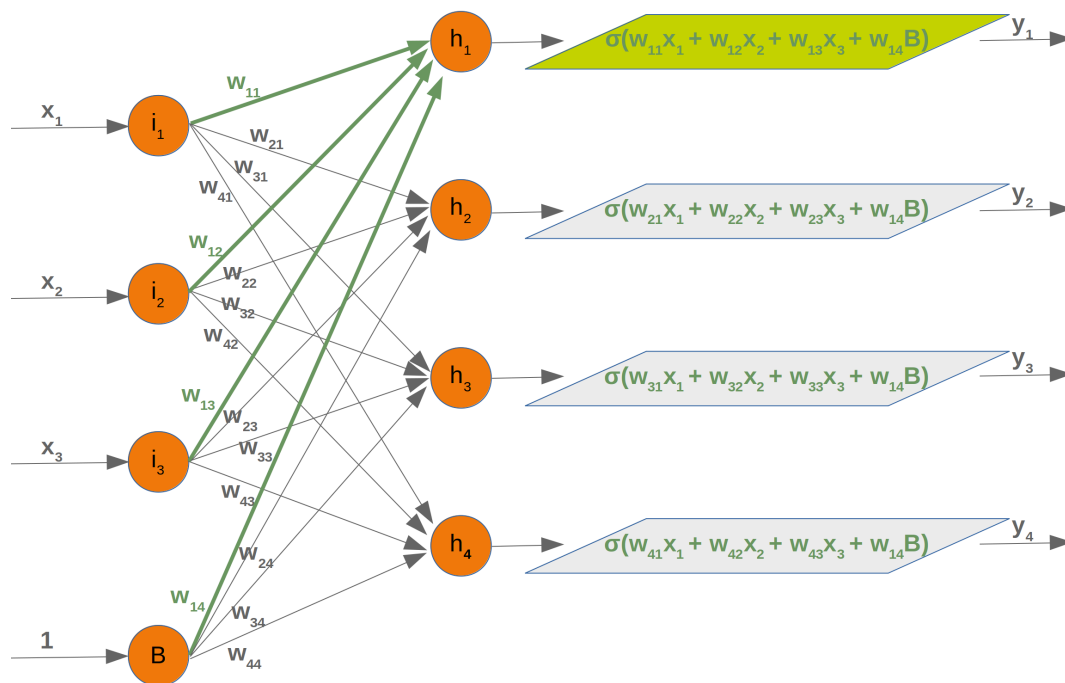 x₁
x₂
x₃
1
i₁
i₂
i₃
B
w₁₁
w₂₁
w₃₁
w₄₁
w₁₂
w₂₂
w₃₂
w₄₂
w₁₃
w₂₃
w₃₃
w₄₃
w₁₄
w₂₄
w₃₄
w₄₄
h₁
σ(w₁₁x₁ + w₁₂x₂ + w₁₃x₃ + w₁₄B)
y₁
h₂
σ(w₂₁x₁ + w₂₂x₂ + w₂₃x₃ + w₁₄B)
y₂
h₃
σ(w₃₁x₁ + w₃₂x₂ + w₃₃x₃ + w₁₄B)
y₃
h₄
σ(w₄₁x₁ + w₄₂x₂ + w₄₃x₃ + w₁₄B)
y₄